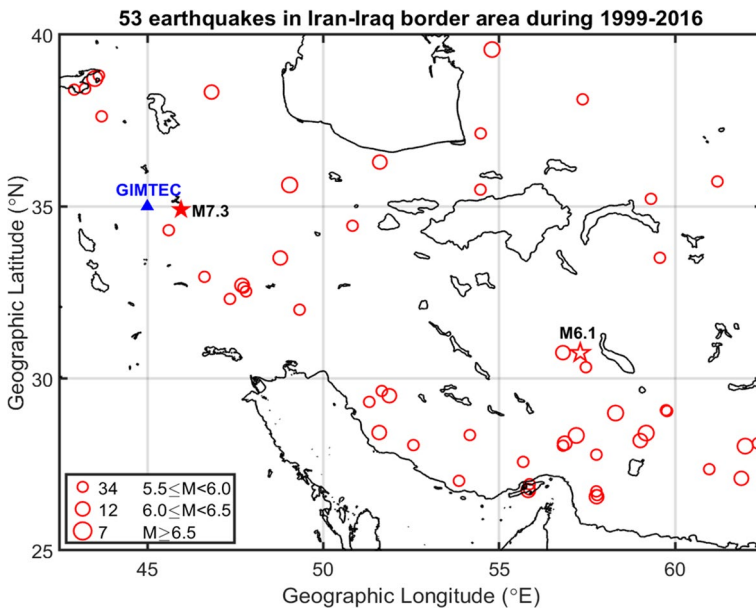 53 earthquakes in Iran-Iraq border area during 1999-2016
40
GIMTEC
35
M7.3
M6.1
Geographic Latitude (°N)
30
34 5.5≤M<6.0
12 6.0≤M<6.5
7 M≥6.5
25
45 50 55 60
Geographic Longitude (°E)